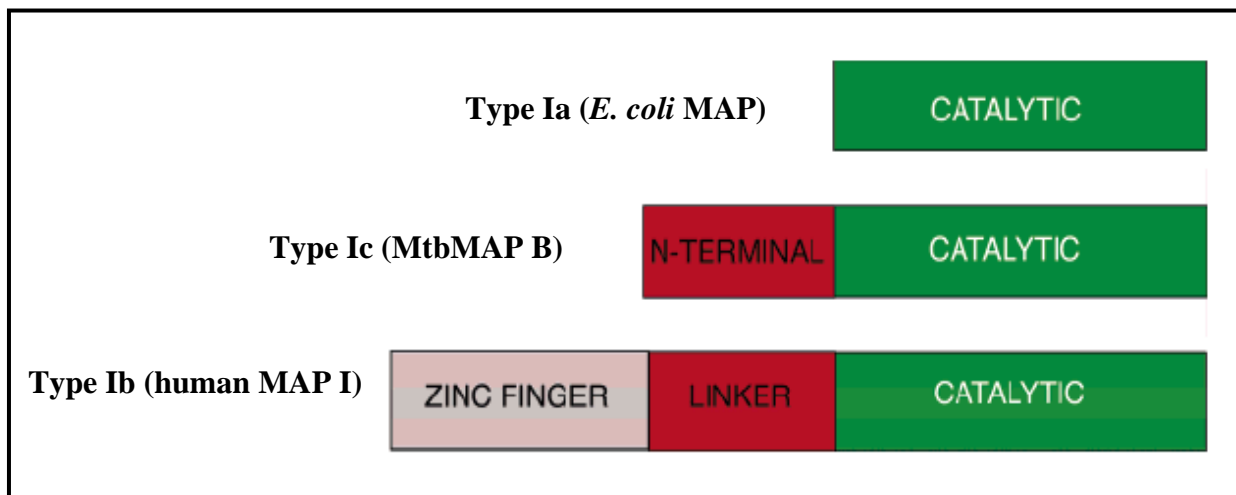 Type Ia (E. coli MAP) CATALYTIC
Type Ic (MtbMAP B) N-TERMINAL CATALYTIC
Type Ib (human MAP I) ZINC FINGER LINKER CATALYTIC